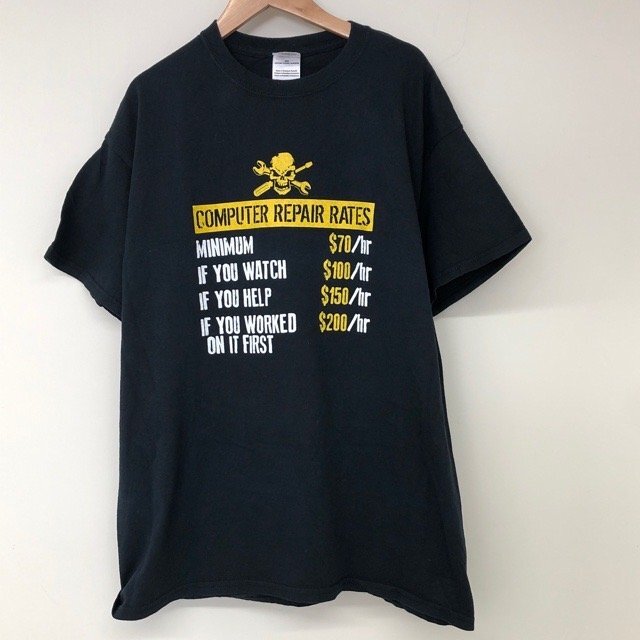 COMPUTER REPAIR RATES
MINIMUM $70/hr
IF YOU WATCH $100/hr
IF YOU HELP $150/hr
IF YOU WORKED $200/hr
ON IT FIRST